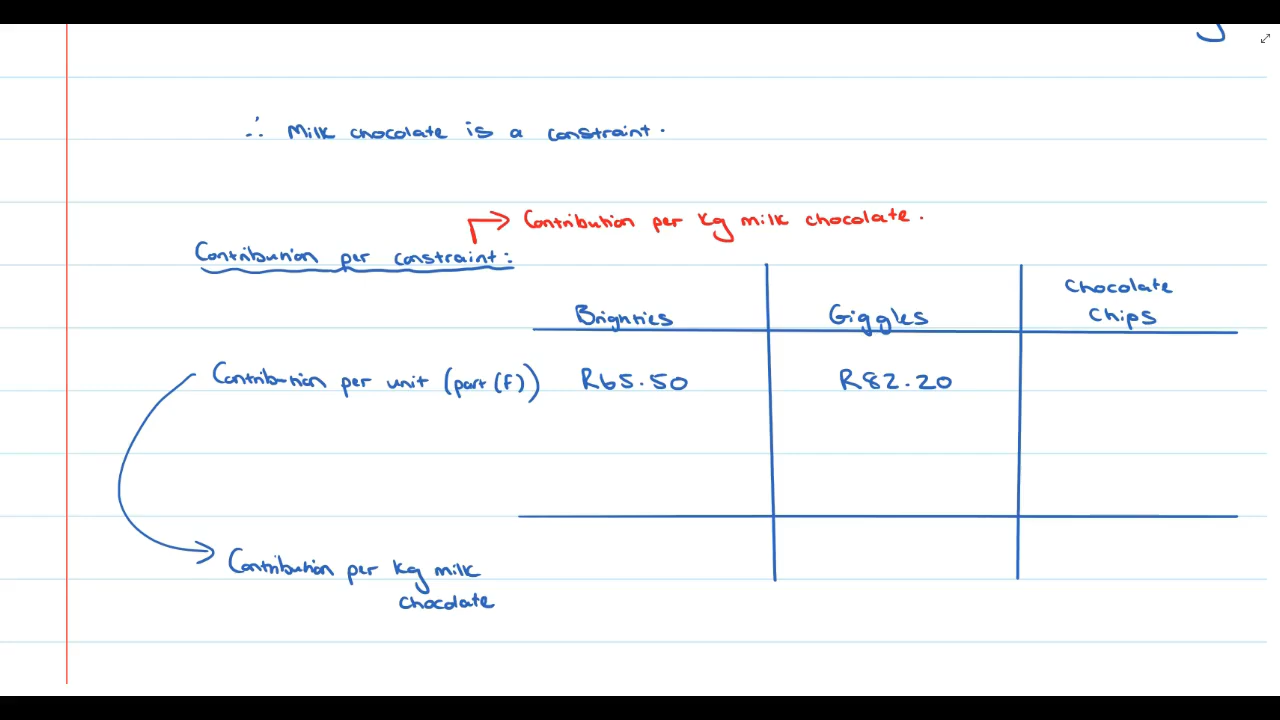 ∴ Milk chocolate is a constraint.
Contribution per kg milk chocolate.
Contribution per constraint:
Brighties Giggles Chocolate Chips
Contribution per unit (part (f)) R65.50 R82.20
Contribution per kg milk
chocolate